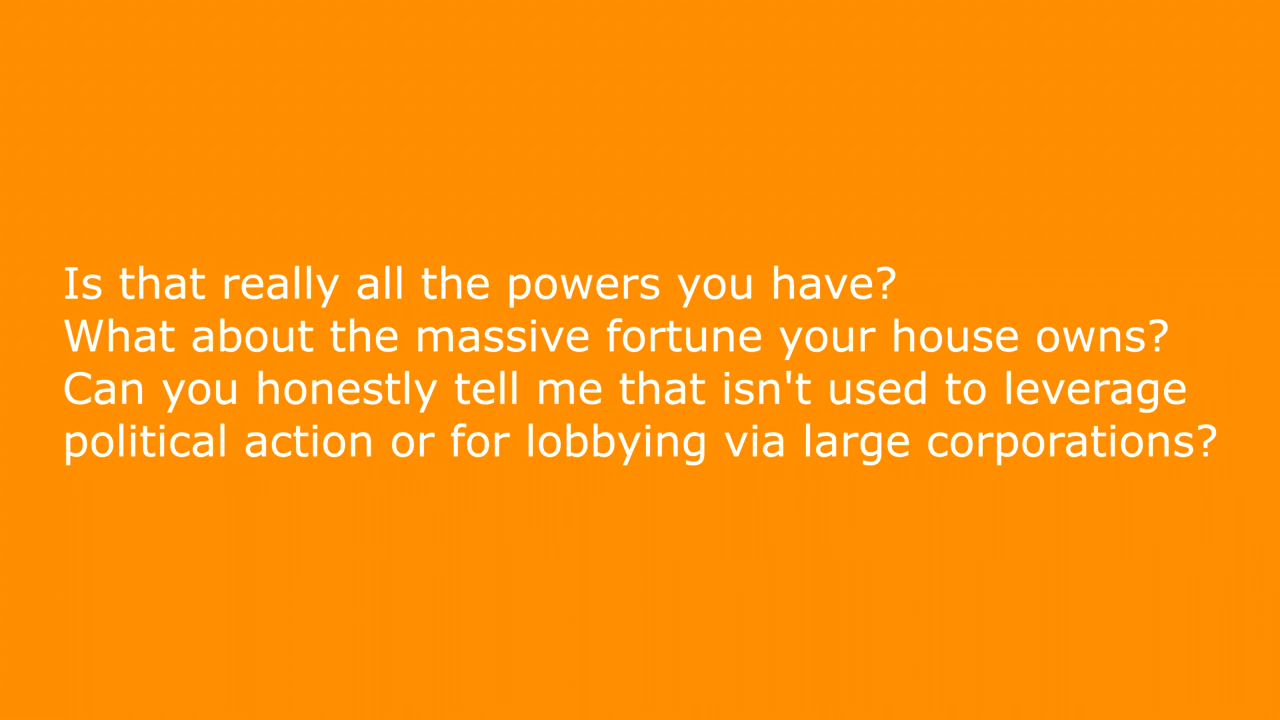 Is that really all the powers you have?
What about the massive fortune your house owns?
Can you honestly tell me that isn't used to leverage
political action or for lobbying via large corporations?